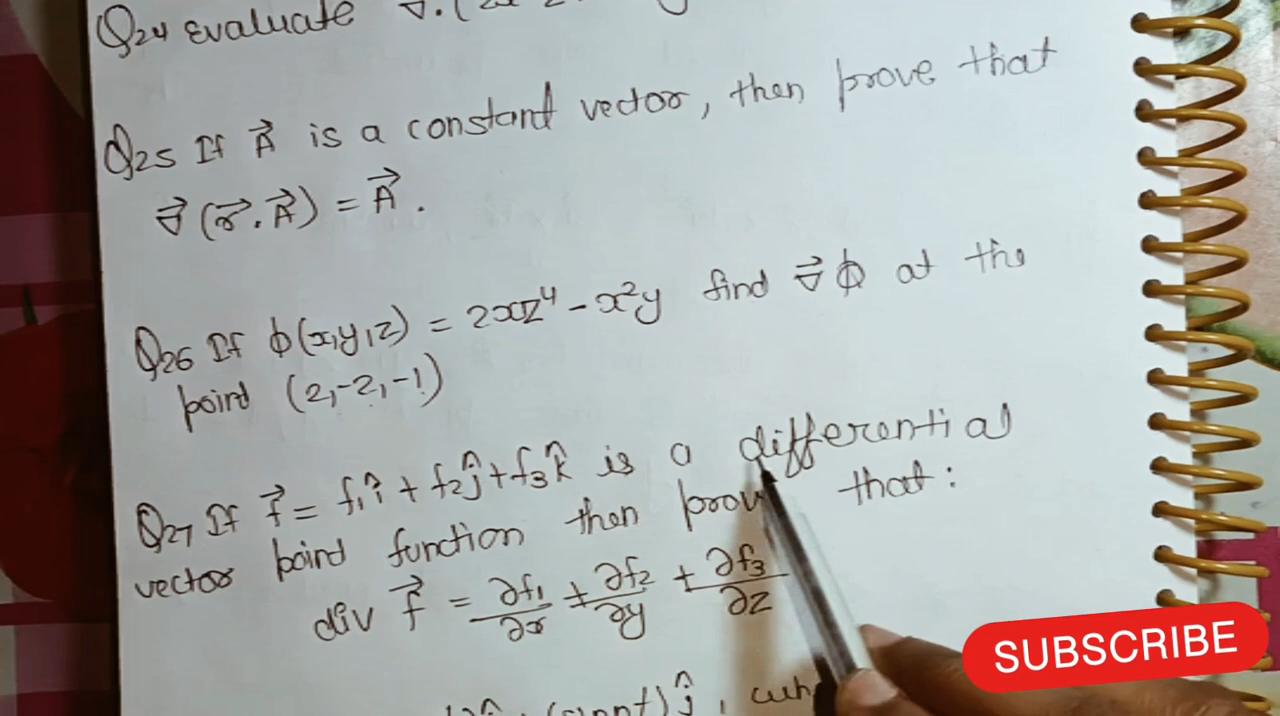 Q24 Evaluate ∇.(2x
Q25 If A⃗ is a constant vector, then prove that
∇⃗ (r⃗.A⃗) = A⃗.
Q26 If ϕ(x,y,z) = 2xz⁴ - x²y find ∇⃗ϕ at the
point (2,-2,-1)
Q27 If f⃗ = f₁î + f₂ĵ + f₃k̂ is a differential
vector point function then prove that:
div f⃗ = ∂f₁/∂x + ∂f₂/∂y + ∂f₃/∂z
ĵ,
SUBSCRIBE